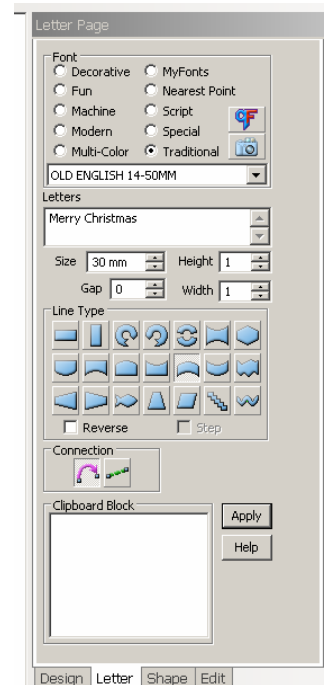 Letter Page
Font
Decorative MyFonts
Fun Nearest Point
Machine Script
Modern Special
Multi-Color Traditional
OLD ENGLISH 14-50MM
Letters
Merry Christmas
Size 30 mm Height 1
Gap 0 Width 1
Line Type
Reverse Step
Connection
Clipboard Block
Apply
Help
Design Letter Shape Edit